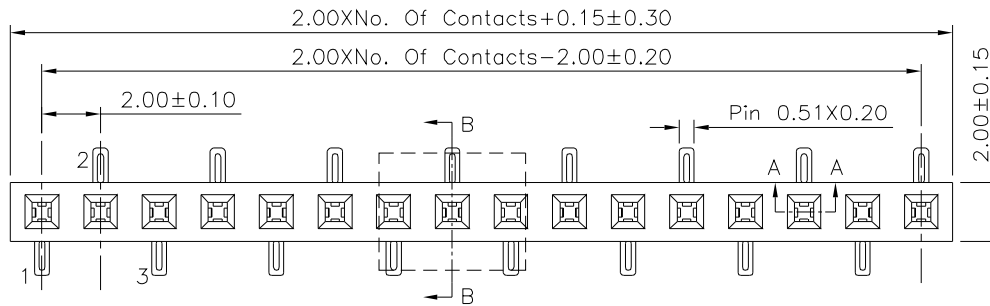 2.00XNo. Of Contacts+0.15±0.30
2.00XNo. Of Contacts−2.00±0.20
2.00±0.10
B
Pin 0.51X0.20
2.00±0.15
2
A A
1
3
B